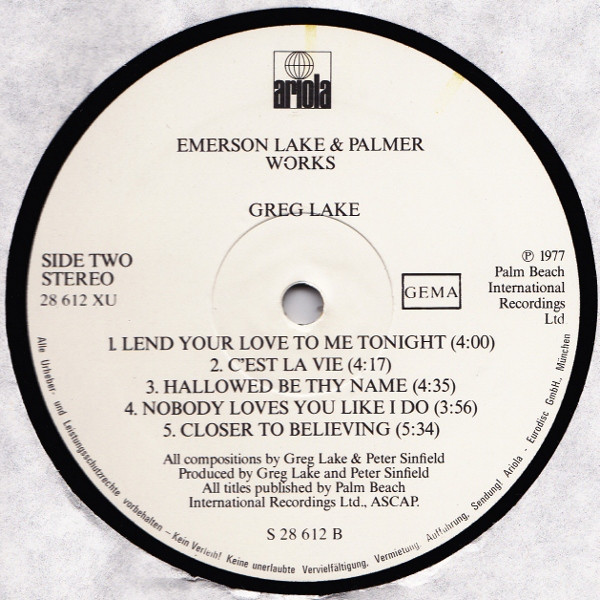 ariola
EMERSON LAKE & PALMER
WORKS
GREG LAKE
SIDE TWO
STEREO
28 612 XU
GEMA
℗ 1977
Palm Beach
International
Recordings
Ltd
1. LEND YOUR LOVE TO ME TONIGHT (4:00)
2. C'EST LA VIE (4:17)
3. HALLOWED BE THY NAME (4:35)
4. NOBODY LOVES YOU LIKE I DO (3:56)
5. CLOSER TO BELIEVING (5:34)
All compositions by Greg Lake & Peter Sinfield
Produced by Greg Lake and Peter Sinfield
All titles published by Palm Beach
International Recordings Ltd., ASCAP.
S 28 612 B
Alle Urheber- und Leistungsschutzrechte vorbehalten – Kein Verleih! Keine unerlaubte Vervielfältigung, Vermietung, Aufführung, Sendung! Ariola - Eurodisc GmbH., München